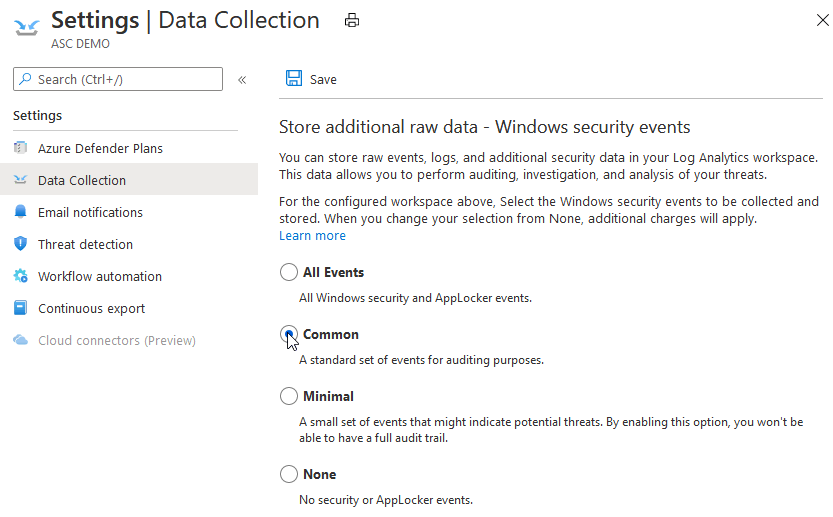 Settings | Data Collection
ASC DEMO
Search (Ctrl+/)
«
Save
Settings
Azure Defender Plans
Data Collection
Email notifications
Threat detection
Workflow automation
Continuous export
Cloud connectors (Preview)
Store additional raw data - Windows security events
You can store raw events, logs, and additional security data in your Log Analytics workspace.
This data allows you to perform auditing, investigation, and analysis of your threats.
For the configured workspace above, Select the Windows security events to be collected and
stored. When you change your selection from None, additional charges will apply.
Learn more
All Events
All Windows security and AppLocker events.
Common
A standard set of events for auditing purposes.
Minimal
A small set of events that might indicate potential threats. By enabling this option, you won't be
able to have a full audit trail.
None
No security or AppLocker events.